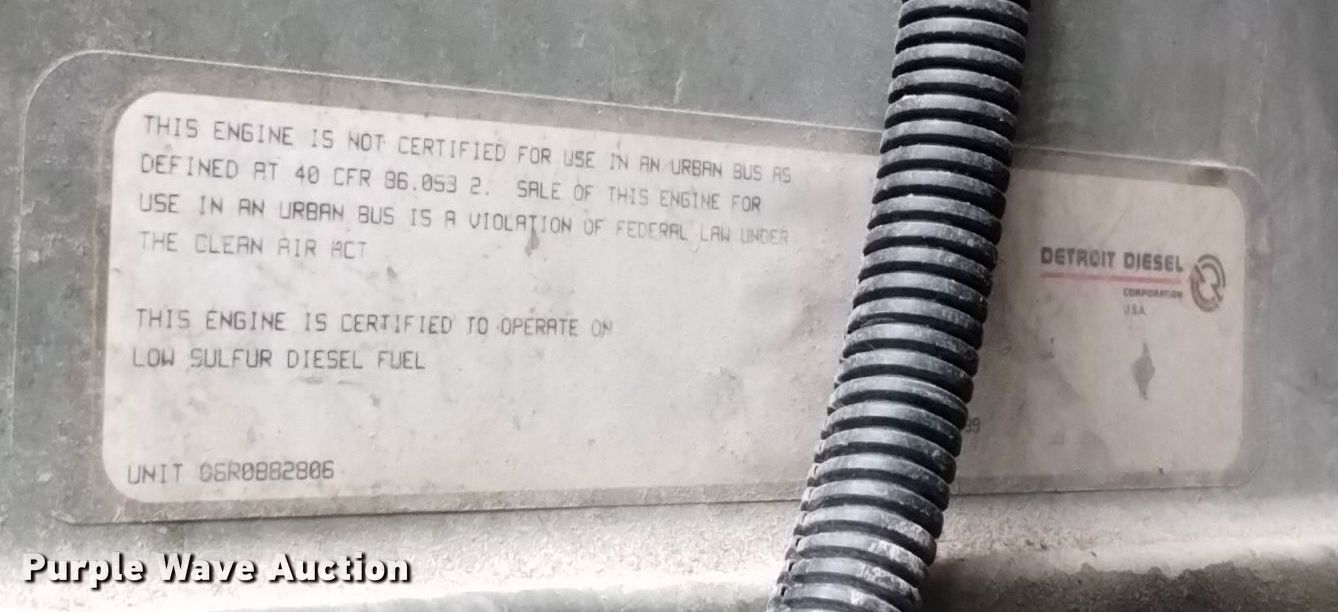 THIS ENGINE IS NOT CERTIFIED FOR USE IN AN URBAN BUS AS
DEFINED AT 40 CFR 86.093 2. SALE OF THIS ENGINE FOR
USE IN AN URBAN BUS IS A VIOLATION OF FEDERAL LAW UNDER
THE CLEAN AIR ACT
THIS ENGINE IS CERTIFIED TO OPERATE ON
LOW SULFUR DIESEL FUEL
DETROIT DIESEL
CORPORATION
U.S.A.
UNIT 06R0882806
Purple Wave Auction